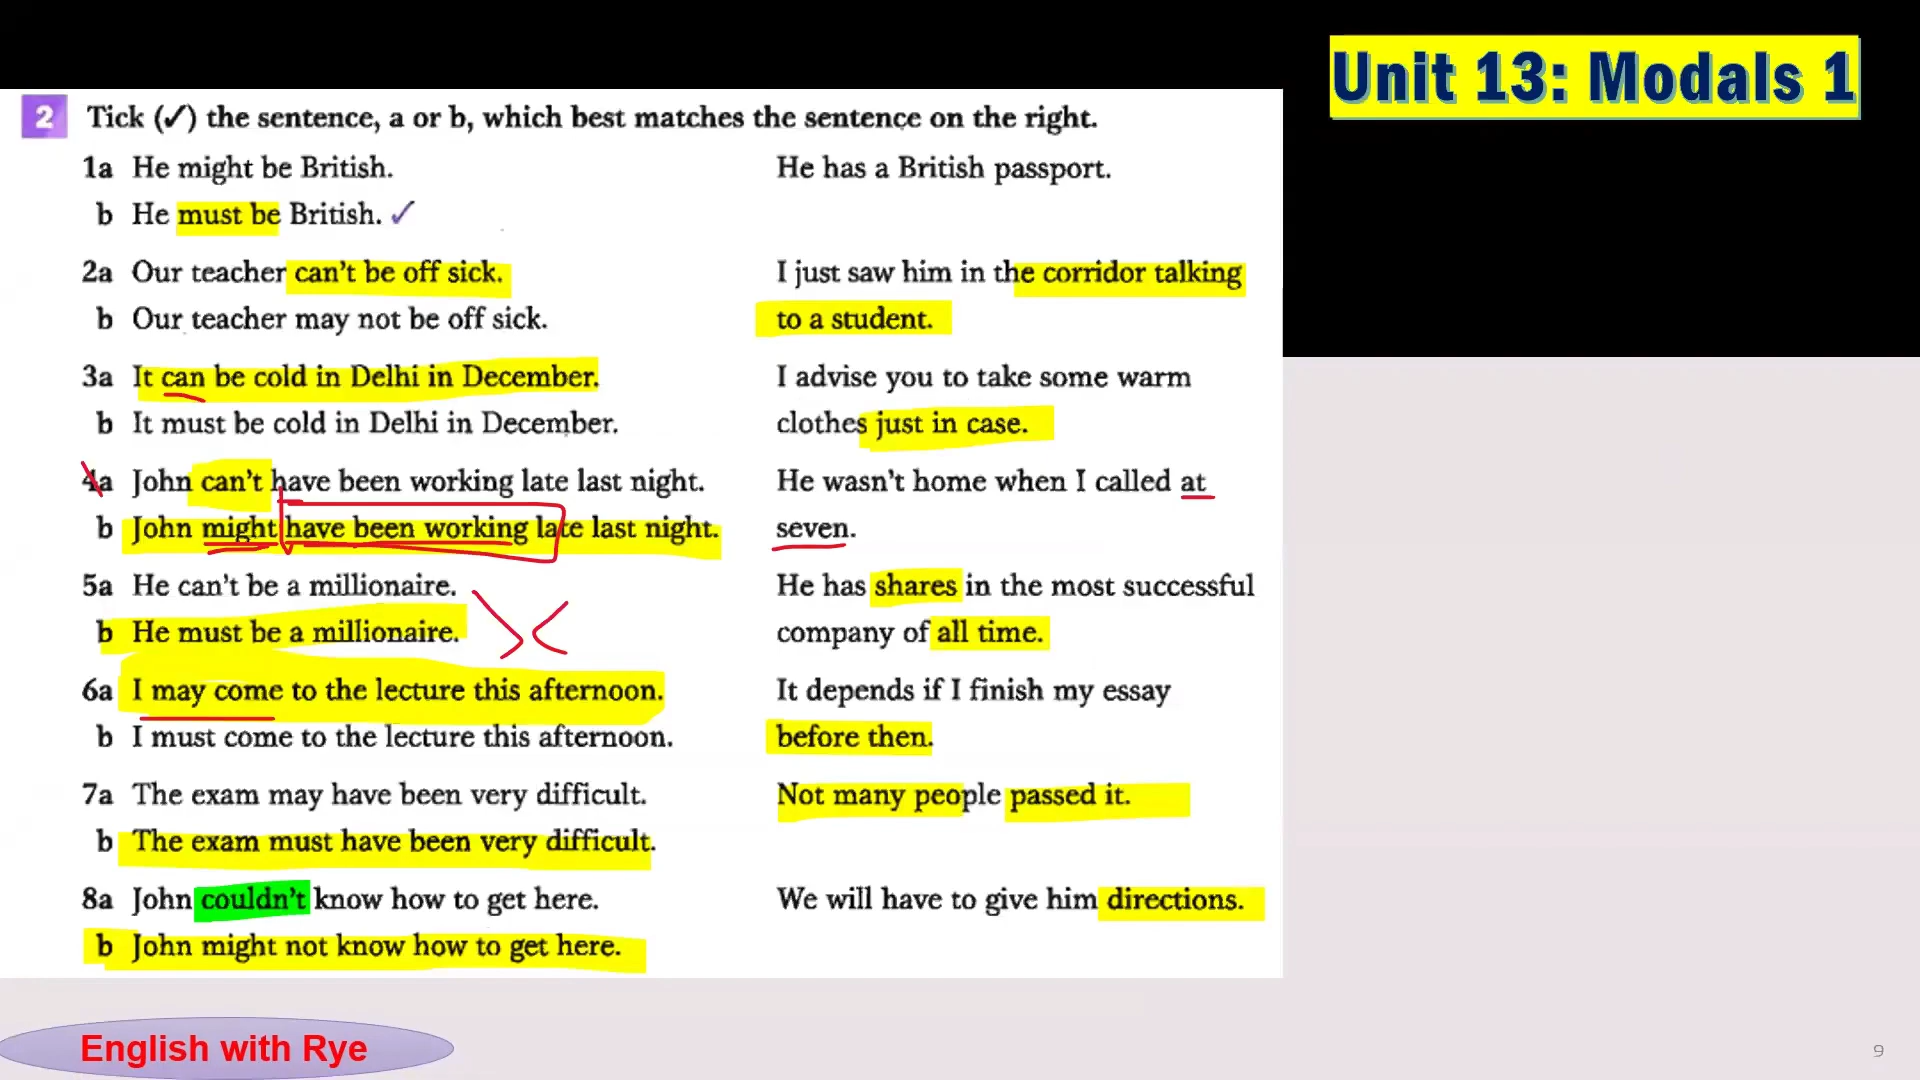 Unit 13: Modals 1
2 Tick (✓) the sentence, a or b, which best matches the sentence on the right.
1a He might be British. He has a British passport.
b He must be British. ✓
2a Our teacher can't be off sick. I just saw him in the corridor talking
b Our teacher may not be off sick. to a student.
3a It can be cold in Delhi in December. I advise you to take some warm
b It must be cold in Delhi in December. clothes just in case.
4a John can't have been working late last night. He wasn't home when I called at
b John might have been working late last night. seven.
5a He can't be a millionaire. He has shares in the most successful
b He must be a millionaire. company of all time.
6a I may come to the lecture this afternoon. It depends if I finish my essay
b I must come to the lecture this afternoon. before then.
7a The exam may have been very difficult. Not many people passed it.
b The exam must have been very difficult.
8a John couldn't know how to get here. We will have to give him directions.
b John might not know how to get here.
English with Rye
9